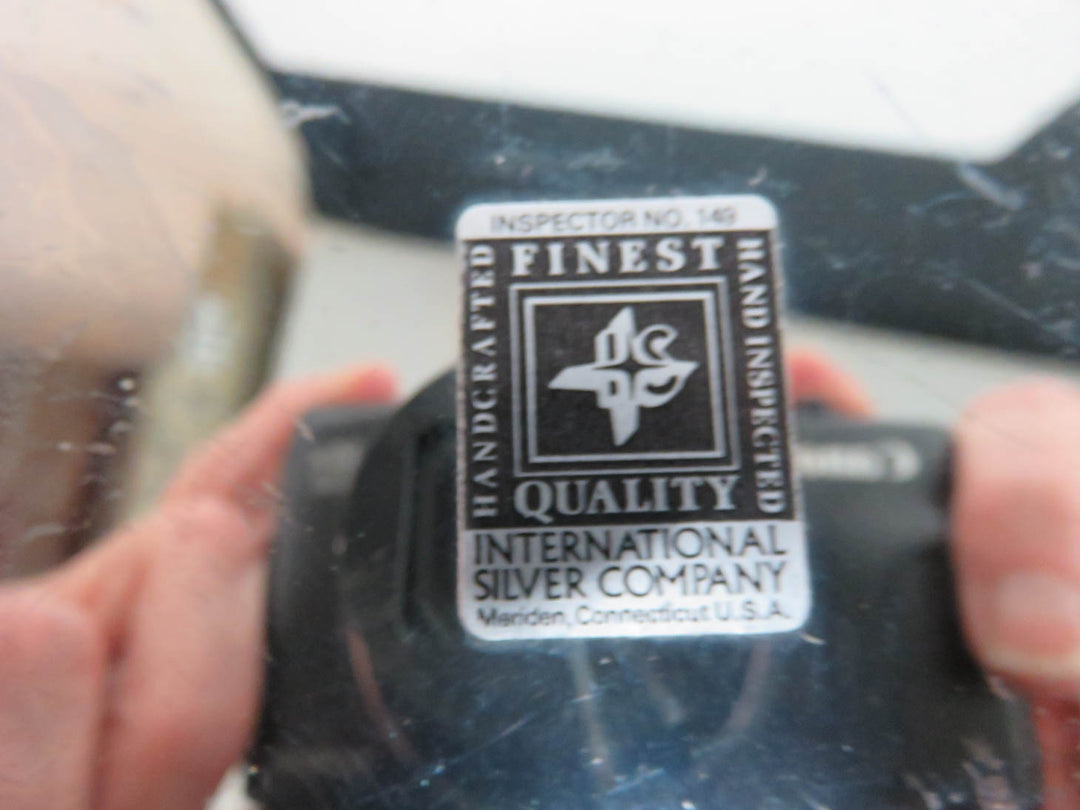 INSPECTOR NO. 149
FINEST
HANDCRAFTED
HAND INSPECTED
QUALITY
INTERNATIONAL
SILVER COMPANY
Meriden, Connecticut U.S.A.